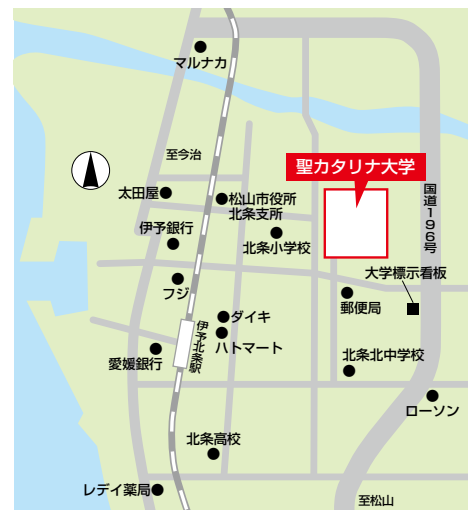 マルナカ
至今治
聖カタリナ大学
太田屋
松山市役所
北条支所
国道196号
伊予銀行
北条小学校
大学標示看板
フジ
郵便局
ダイキ
伊予北条駅
ハトマート
愛媛銀行
北条北中学校
ローソン
北条高校
レデイ薬局
至松山